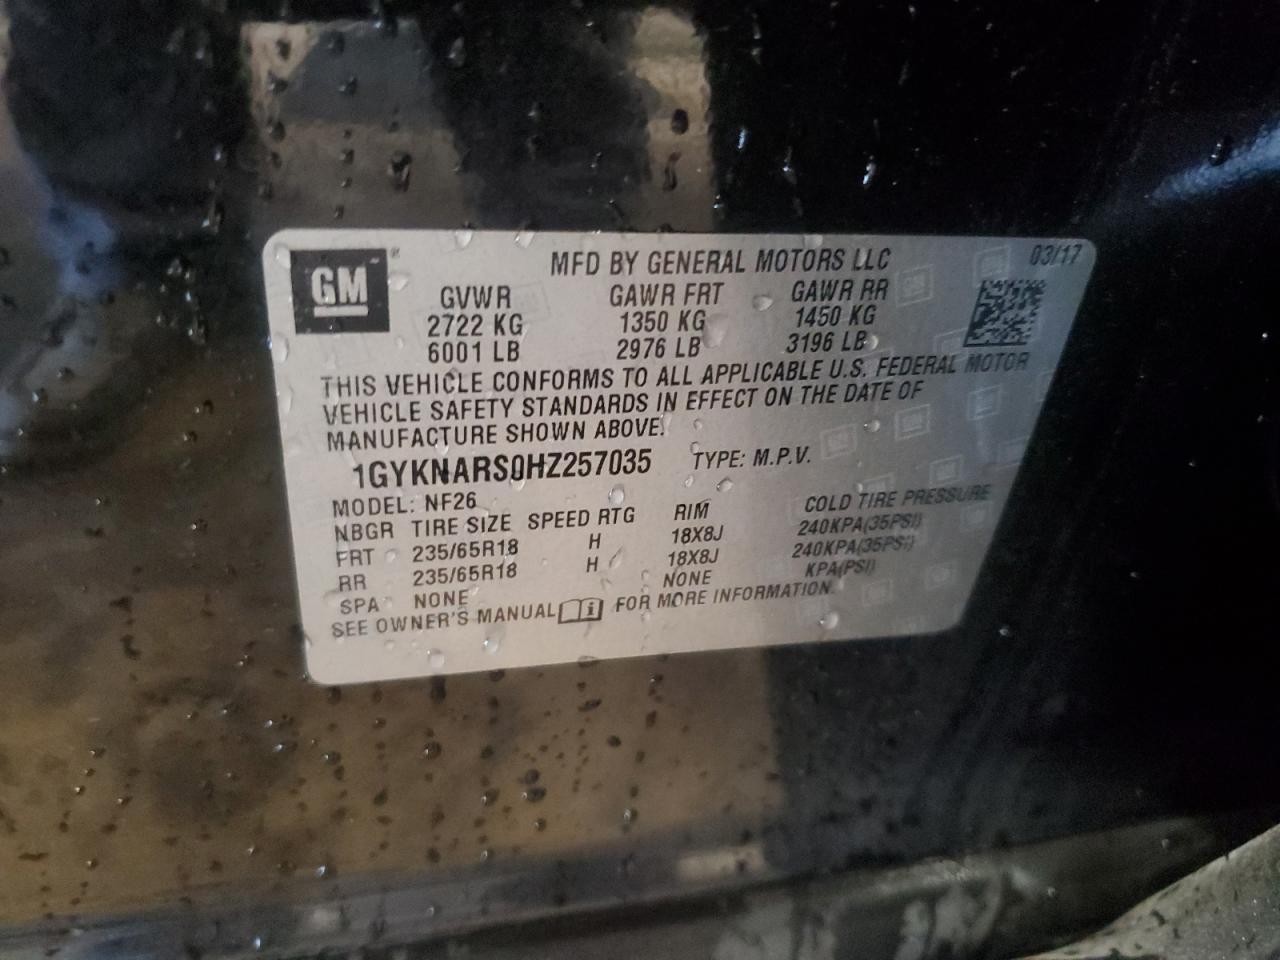 GM
MFD BY GENERAL MOTORS LLC 03/17
GVWR GAWR FRT GAWR RR
2722 KG 1350 KG 1450 KG
6001 LB 2976 LB 3196 LB
THIS VEHICLE CONFORMS TO ALL APPLICABLE U.S. FEDERAL MOTOR
VEHICLE SAFETY STANDARDS IN EFFECT ON THE DATE OF
MANUFACTURE SHOWN ABOVE.
1GYKNARS0HZ257035 TYPE: M.P.V.
MODEL: NF26
NBGR TIRE SIZE SPEED RTG RIM COLD TIRE PRESSURE
FRT 235/65R18 H 18X8J 240KPA(35PSI)
RR 235/65R18 H 18X8J 240KPA(35PSI)
SPA NONE NONE KPA(PSI)
SEE OWNER'S MANUAL FOR MORE INFORMATION.